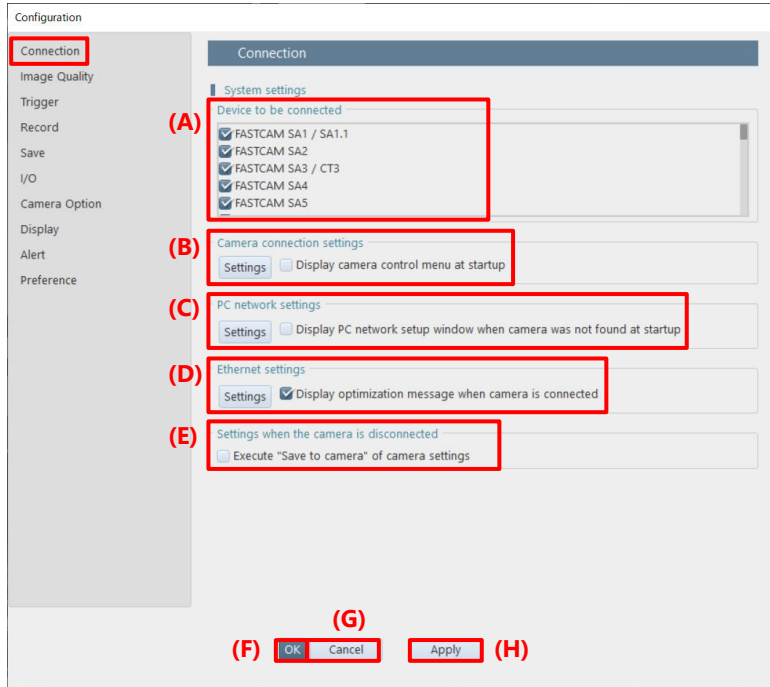 Configuration
Connection
Image Quality
Trigger
Record
Save
I/O
Camera Option
Display
Alert
Preference
Connection
System settings
Device to be connected
(A)
FASTCAM SA1 / SA1.1
FASTCAM SA2
FASTCAM SA3 / CT3
FASTCAM SA4
FASTCAM SA5
(B)
Camera connection settings
Settings Display camera control menu at startup
(C)
PC network settings
Settings Display PC network setup window when camera was not found at startup
(D)
Ethernet settings
Settings Display optimization message when camera is connected
(E)
Settings when the camera is disconnected
Execute "Save to camera" of camera settings
(G)
(F) OK Cancel Apply (H)